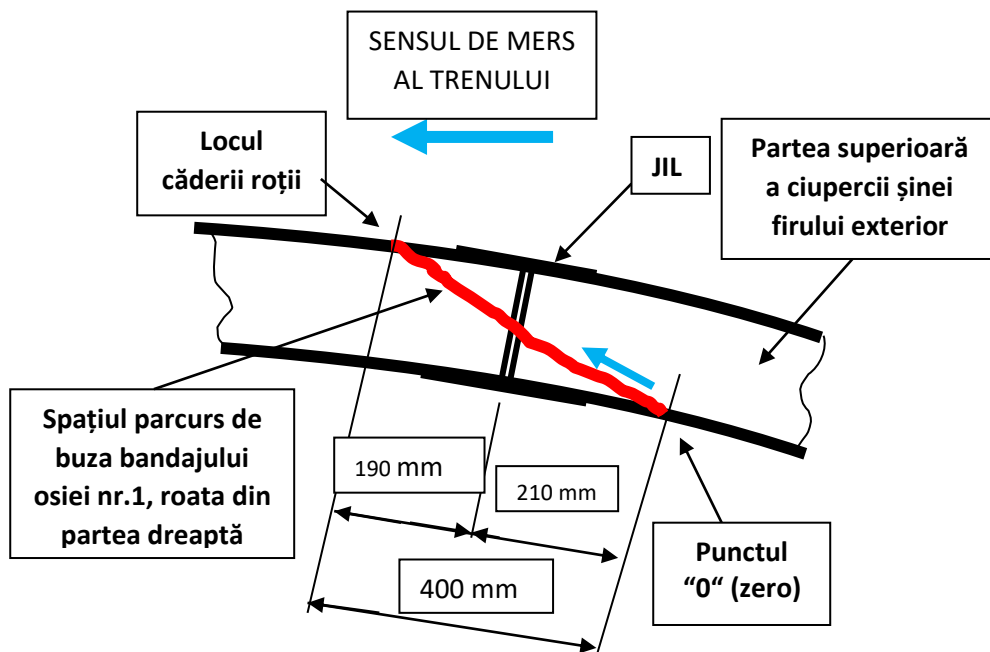 SENSUL DE MERS
AL TRENULUI
Locul
căderii roții
JIL
Partea superioară
a ciupercii șinei
firului exterior
Spațiul parcurs de
buza bandajului
osiei nr.1, roata din
partea dreaptă
190 mm
210 mm
400 mm
Punctul
“0“ (zero)